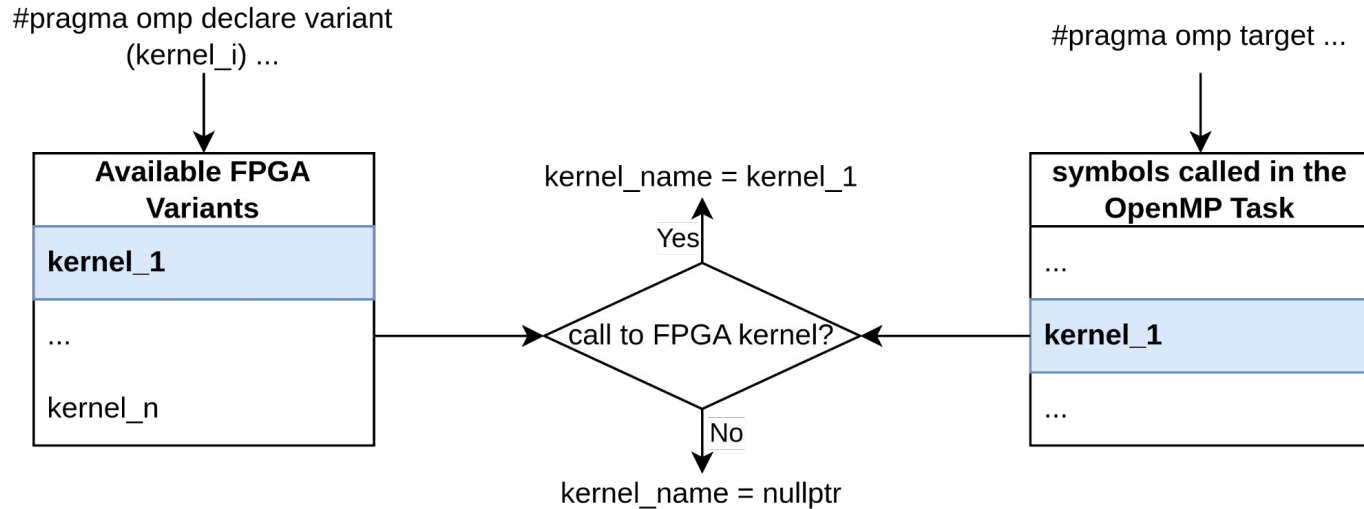 #pragma omp declare variant
(kernel_i) ...
Available FPGA
Variants
kernel_1
...
kernel_n
kernel_name = kernel_1
Yes
call to FPGA kernel?
No
kernel_name = nullptr
#pragma omp target ...
symbols called in the
OpenMP Task
...
kernel_1
...